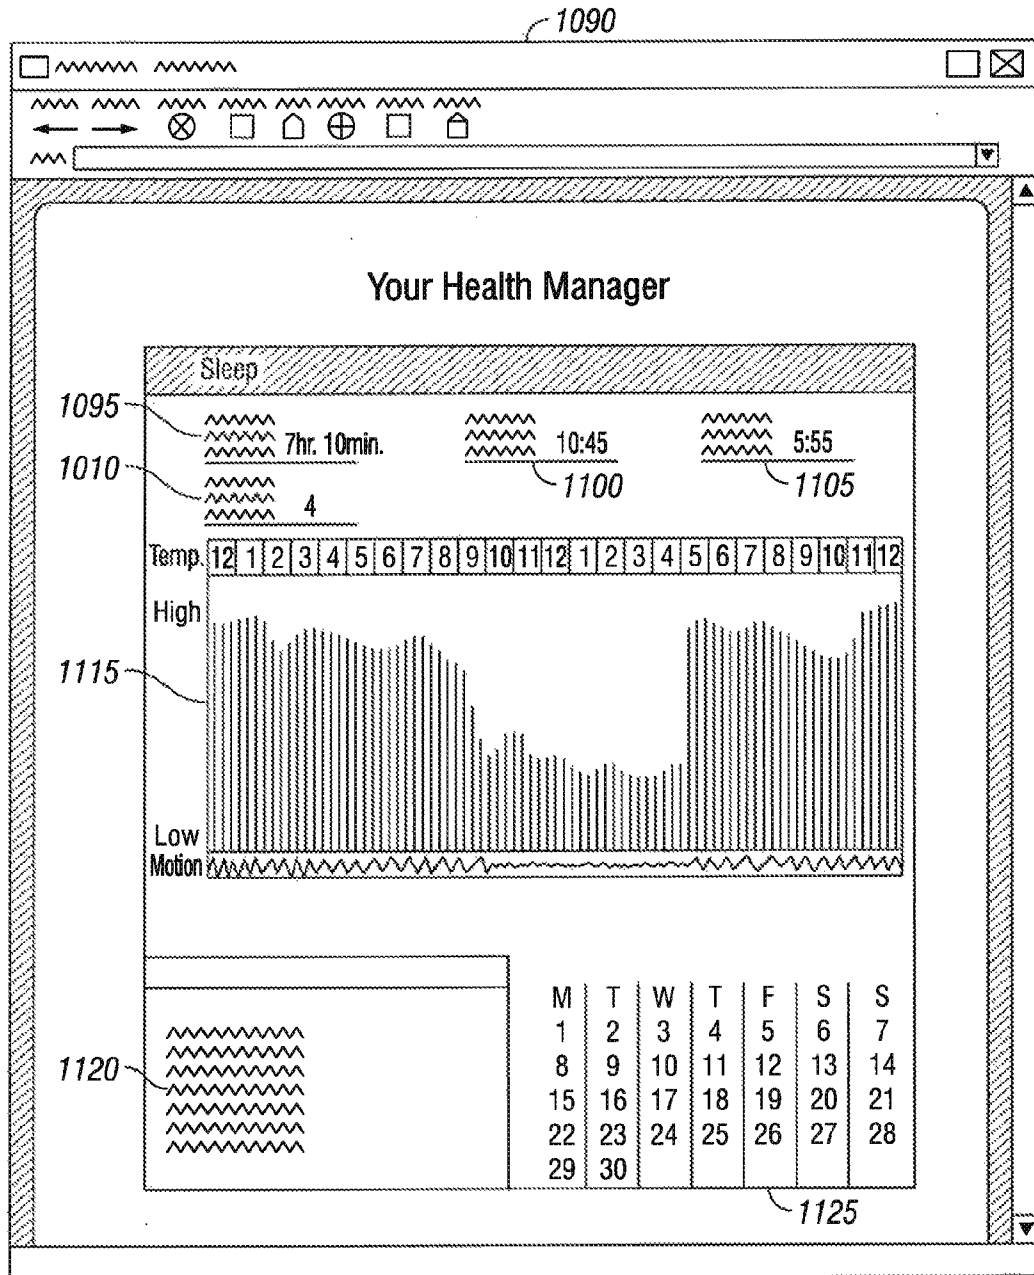 1090
Your Health Manager
Sleep
1095
7hr. 10min.
10:45
5:55
1100
1105
1010
4
Temp. 12 1 2 3 4 5 6 7 8 9 10 11 12 1 2 3 4 5 6 7 8 9 10 11 12
High
1115
Low
Motion
M T W T F S S
1 2 3 4 5 6 7
8 9 10 11 12 13 14
15 16 17 18 19 20 21
22 23 24 25 26 27 28
29 30
1120
1125